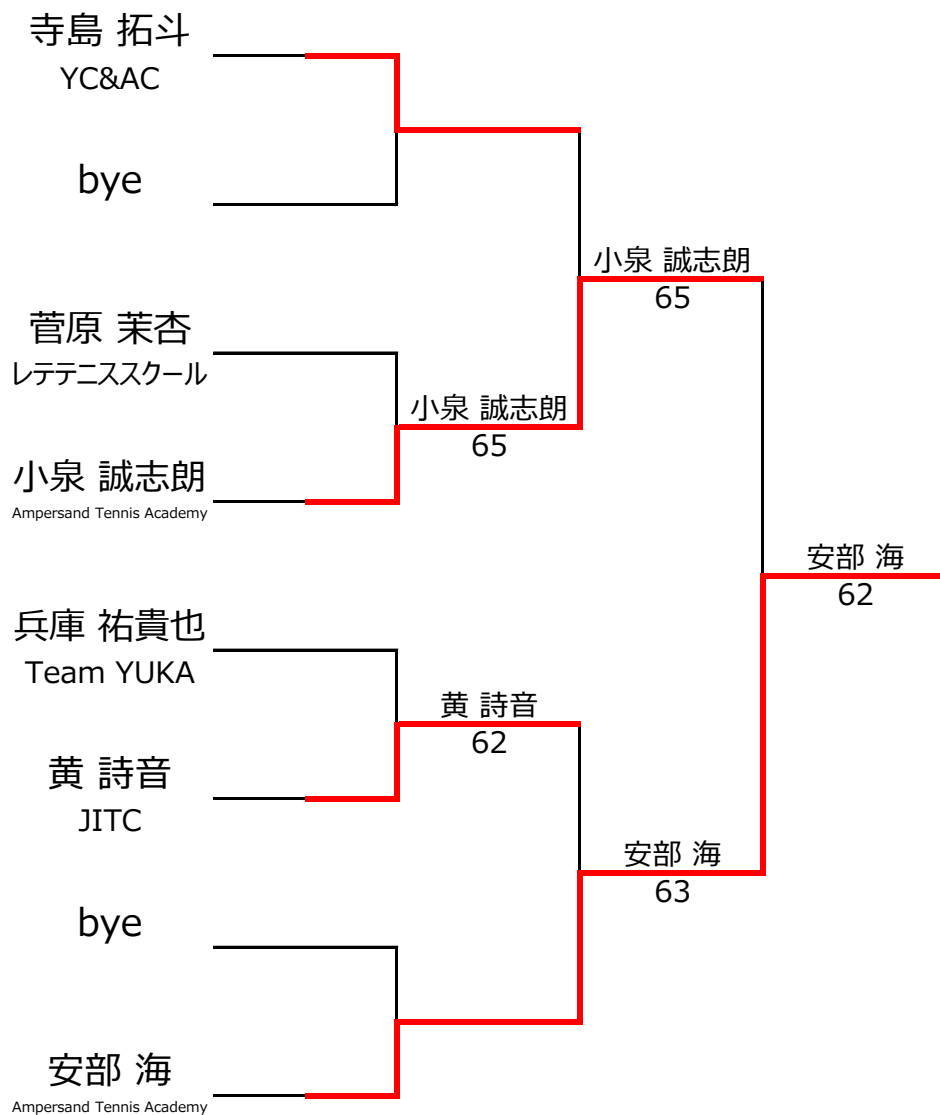 寺島 拓斗
YC&AC
bye
菅原 茉杏
レテテニススクール
小泉 誠志朗
Ampersand Tennis Academy
兵庫 祐貴也
Team YUKA
黄 詩音
JITC
bye
安部 海
Ampersand Tennis Academy
小泉 誠志朗
65
黄 詩音
62
小泉 誠志朗
65
安部 海
63
安部 海
62